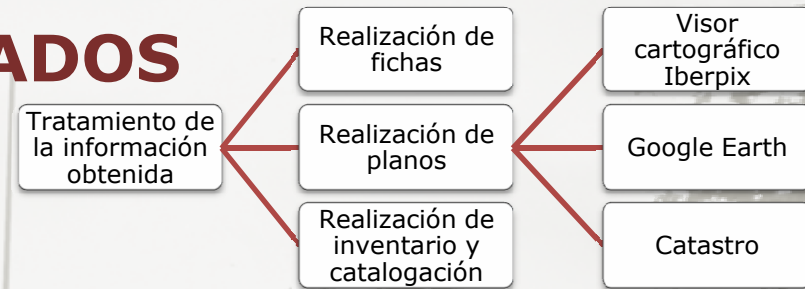 ADOS
Tratamiento de
la información
obtenida
Realización de
fichas
Realización de
planos
Realización de
inventario y
catalogación
Visor
cartográfico
Iberpix
Google Earth
Catastro